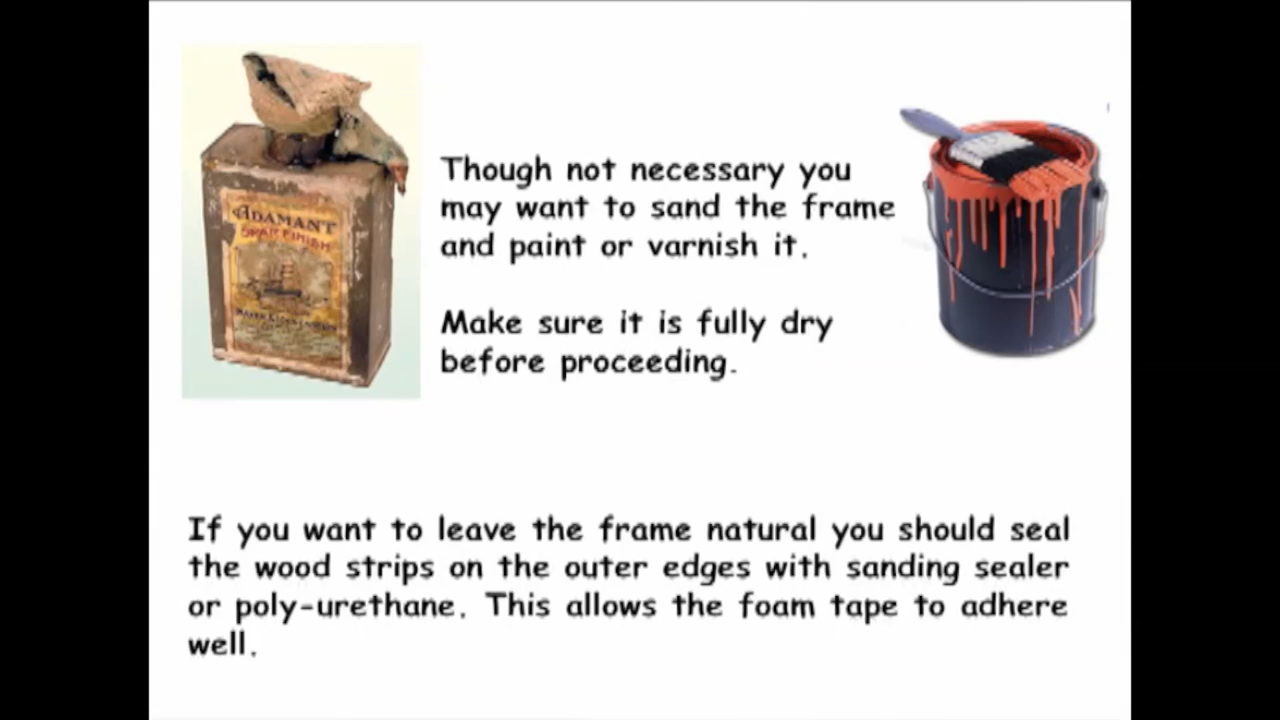 ADAMANT
SPAR FINISH
Though not necessary you
may want to sand the frame
and paint or varnish it.
Make sure it is fully dry
before proceeding.
If you want to leave the frame natural you should seal
the wood strips on the outer edges with sanding sealer
or poly-urethane. This allows the foam tape to adhere
well.